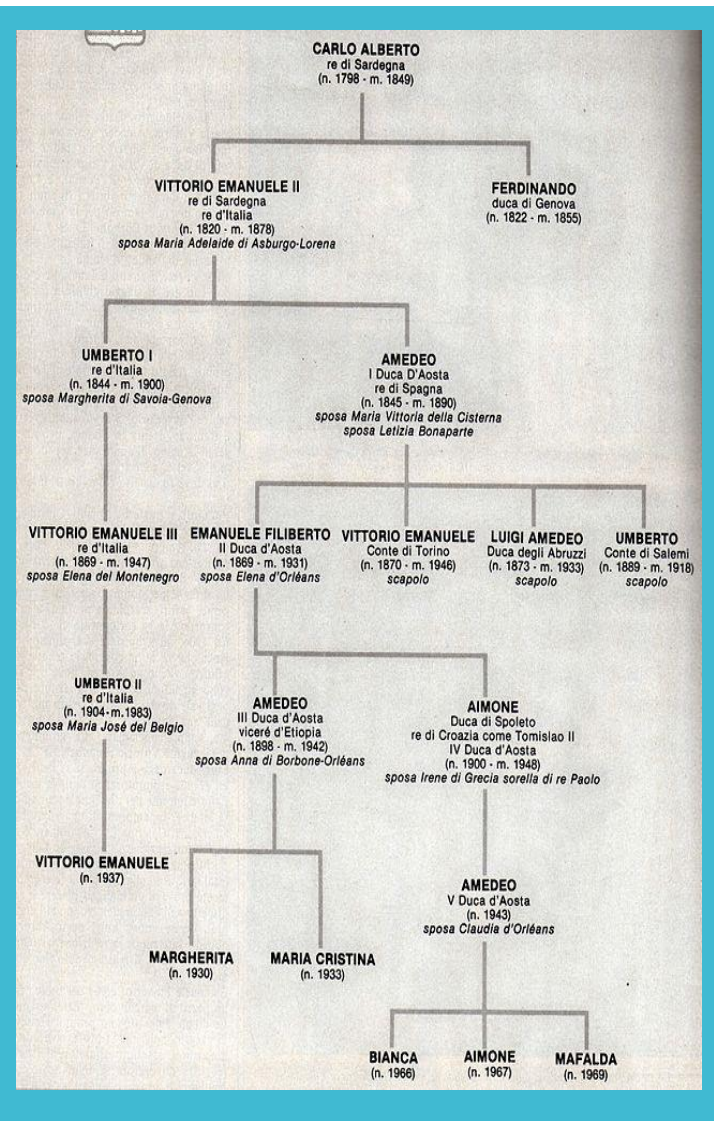 CARLO ALBERTO
re di Sardegna
(n. 1798 - m. 1849)
VITTORIO EMANUELE II
re di Sardegna
re d'Italia
(n. 1820 - m. 1878)
sposa Maria Adelaide di Asburgo-Lorena
FERDINANDO
duca di Genova
(n. 1822 - m. 1855)
UMBERTO I
re d'Italia
(n. 1844 - m. 1900)
sposa Margherita di Savoia-Genova
AMEDEO
I Duca D'Aosta
re di Spagna
(n. 1845 - m. 1890)
sposa Maria Vittoria della Cisterna
sposa Letizia Bonaparte
VITTORIO EMANUELE III
re d'Italia
(n. 1869 - m. 1947)
sposa Elena del Montenegro
EMANUELE FILIBERTO
II Duca d'Aosta
(n. 1869 - m. 1931)
sposa Elena d'Orléans
VITTORIO EMANUELE
Conte di Torino
(n. 1870 - m. 1946)
scapolo
LUIGI AMEDEO
Duca degli Abruzzi
(n. 1873 - m. 1933)
scapolo
UMBERTO
Conte di Salemi
(n. 1889 - m. 1918)
scapolo
UMBERTO II
re d'Italia
(n. 1904-m.1983)
sposa Maria José del Belgio
AMEDEO
III Duca d'Aosta
viceré d'Etiopia
(n. 1898 - m. 1942)
sposa Anna di Borbone-Orléans
AIMONE
Duca di Spoleto
re di Croazia come Tomislao II
IV Duca d'Aosta
(n. 1900 - m. 1948)
sposa Irene di Grecia sorella di re Paolo
VITTORIO EMANUELE
(n. 1937)
MARGHERITA
(n. 1930)
MARIA CRISTINA
(n. 1933)
AMEDEO
V Duca d'Aosta
(n. 1943)
sposa Claudia d'Orléans
BIANCA
(n. 1966)
AIMONE
(n. 1967)
MAFALDA
(n. 1969)